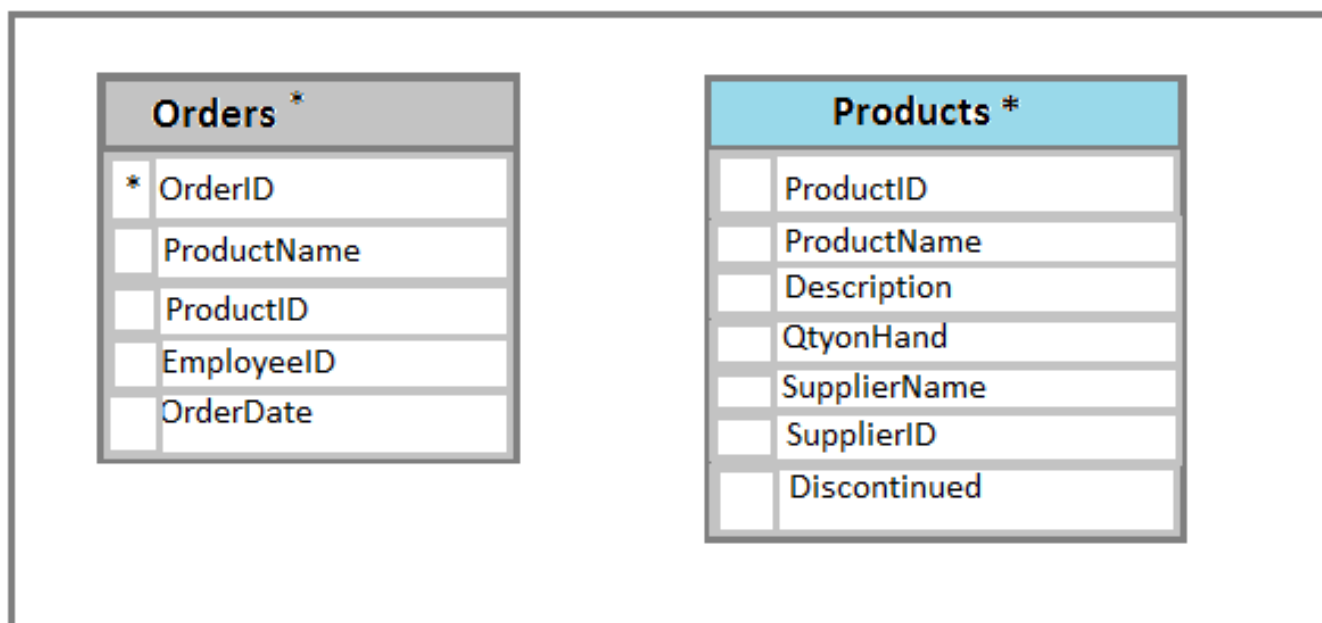 Orders *
* OrderID
ProductName
ProductID
EmployeeID
OrderDate
Products *
ProductID
ProductName
Description
QtyonHand
SupplierName
SupplierID
Discontinued